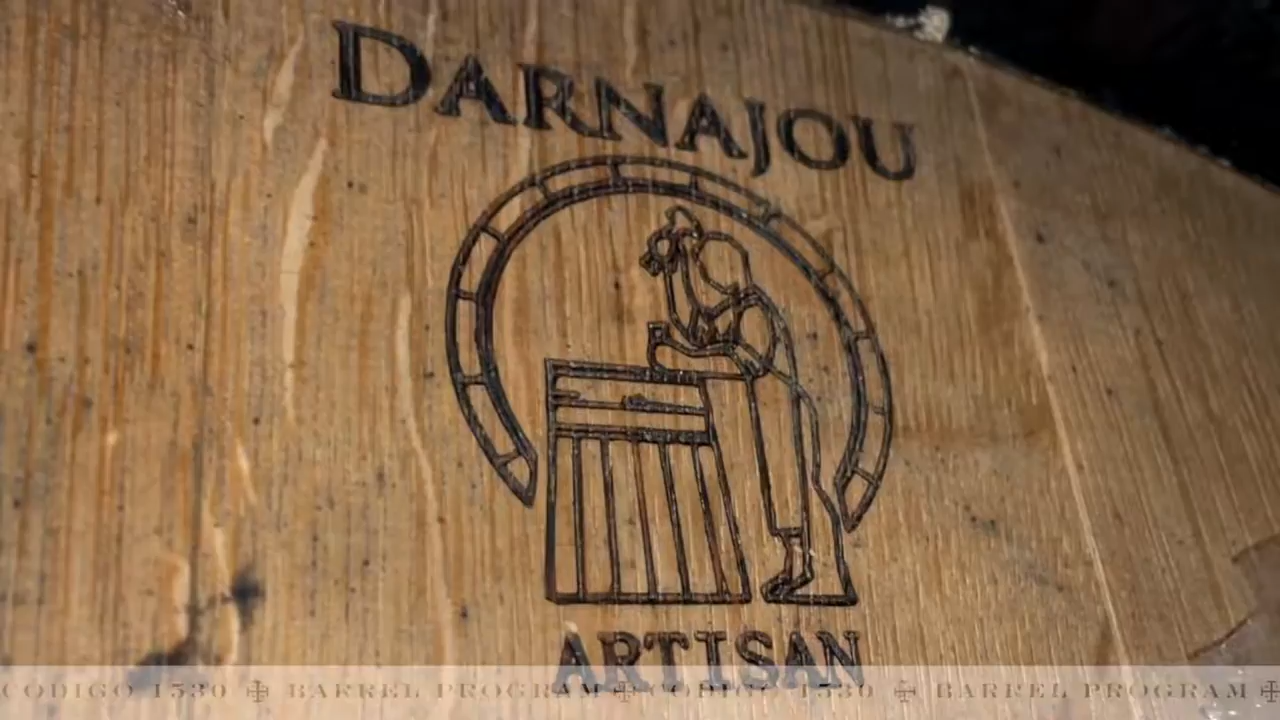 DARNAJOU
ARTISAN
CODIGO 1530 ✠ BARREL PROGRAM ✠ CODIGO 1530 ✠ BARREL PROGRAM ✠